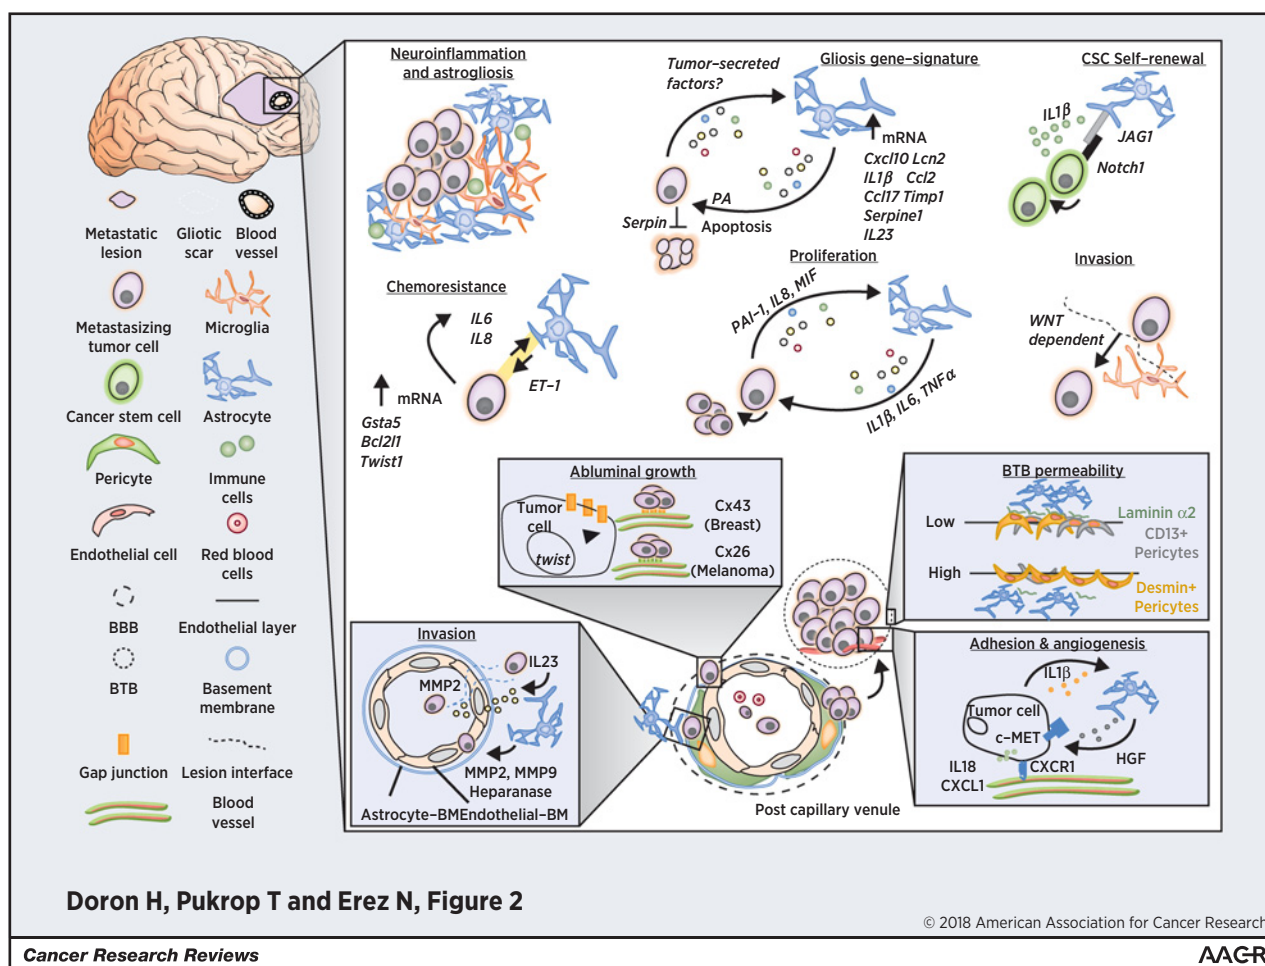 Neuroinflammation
and astrogliosis
Tumor–secreted
factors?
Gliosis gene–signature
mRNA
Cxcl10 Lcn2
IL1β Ccl2
Ccl17 Timp1
Serpine1
IL23
PA
Serpin
Apoptosis
CSC Self–renewal
IL1β
JAG1
Notch1
Metastatic
lesion
Gliotic
scar
Blood
vessel
Metastasizing
tumor cell
Microglia
Cancer stem cell
Astrocyte
Pericyte
Immune
cells
Endothelial cell
Red blood
cells
BBB
Endothelial layer
BTB
Basement
membrane
Gap junction
Lesion interface
Blood
vessel
Chemoresistance
IL6
IL8
ET–1
mRNA
Gsta5
Bcl2l1
Twist1
Proliferation
PAI–1, IL8, MIF
IL1β, IL6, TNFα
Invasion
WNT
dependent
Abluminal growth
Tumor
cell
twist
Cx43
(Breast)
Cx26
(Melanoma)
BTB permeability
Low
Laminin α2
CD13+
Pericytes
High
Desmin+
Pericytes
Invasion
IL23
MMP2
MMP2, MMP9
Heparanase
Astrocyte–BM
Endothelial–BM
Post capillary venule
Adhesion & angiogenesis
IL1β
Tumor cell
c–MET
HGF
IL18
CXCL1
CXCR1
Doron H, Pukrop T and Erez N, Figure 2
© 2018 American Association for Cancer Research
Cancer Research Reviews
AACR